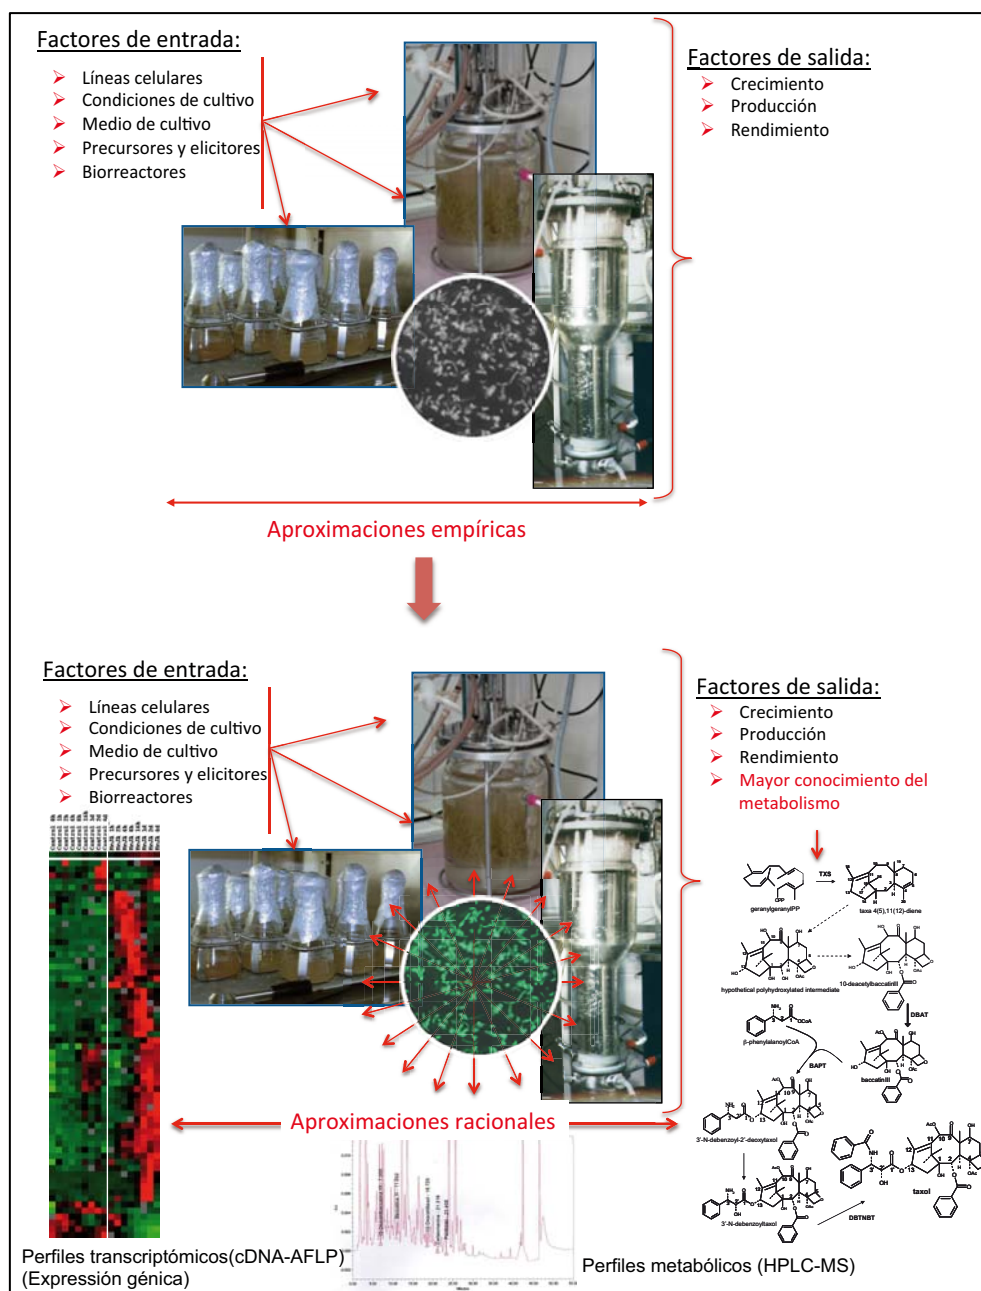 Factores de entrada:
Líneas celulares
Condiciones de cultivo
Medio de cultivo
Precursores y elicitores
Biorreactores
Factores de salida:
Crecimiento
Producción
Rendimiento
Aproximaciones empíricas
Factores de entrada:
Líneas celulares
Condiciones de cultivo
Medio de cultivo
Precursores y elicitores
Biorreactores
Factores de salida:
Crecimiento
Producción
Rendimiento
Mayor conocimiento del
metabolismo
TXS
geranylgeranylPP
taxa 4(5),11(12)-diene
hypothetical polyhydroxylated intermediate
10-deacetylbaccatinIII
DBAT
β-phenylalanoylCoA
BAPT
baccatinIII
Aproximaciones racionales
3'-N-debenzoyl-2'-deoxytaxol
taxol
3'-N-debenzoyltaxol
DBTNBT
Perfiles transcriptómicos(cDNA-AFLP)
(Expresión génica)
Perfiles metabólicos (HPLC-MS)